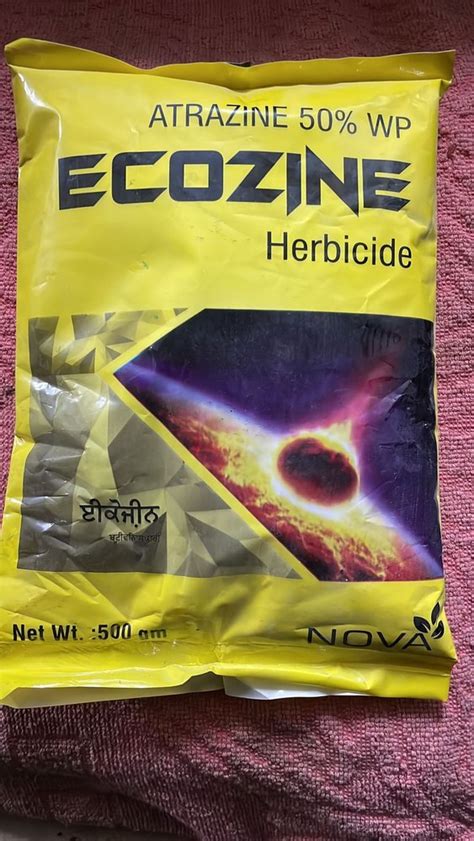 ATRAZINE 50% WP
ECOZINE
Herbicide
ਈਕੋਜੀਨ
Net Wt. :500 gm
NOVA